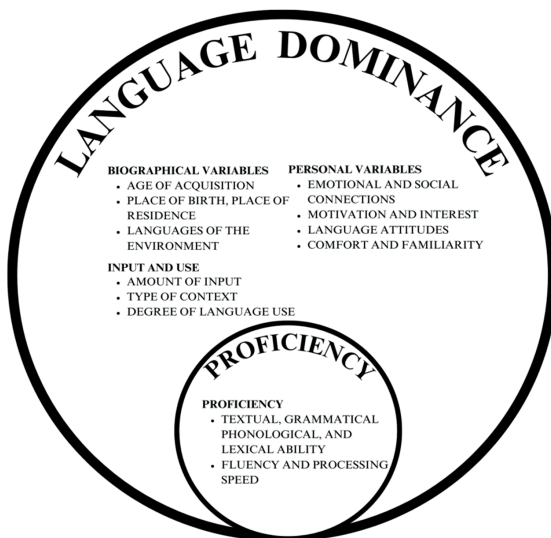 LANGUAGE DOMINANCE
BIOGRAPHICAL VARIABLES
• AGE OF ACQUISITION
• PLACE OF BIRTH, PLACE OF
RESIDENCE
• LANGUAGES OF THE
ENVIRONMENT
PERSONAL VARIABLES
• EMOTIONAL AND SOCIAL
CONNECTIONS
• MOTIVATION AND INTEREST
• LANGUAGE ATTITUDES
• COMFORT AND FAMILIARITY
INPUT AND USE
• AMOUNT OF INPUT
• TYPE OF CONTEXT
• DEGREE OF LANGUAGE USE
PROFICIENCY
PROFICIENCY
• TEXTUAL, GRAMMATICAL
PHONOLOGICAL, AND
LEXICAL ABILITY
• FLUENCY AND PROCESSING
SPEED